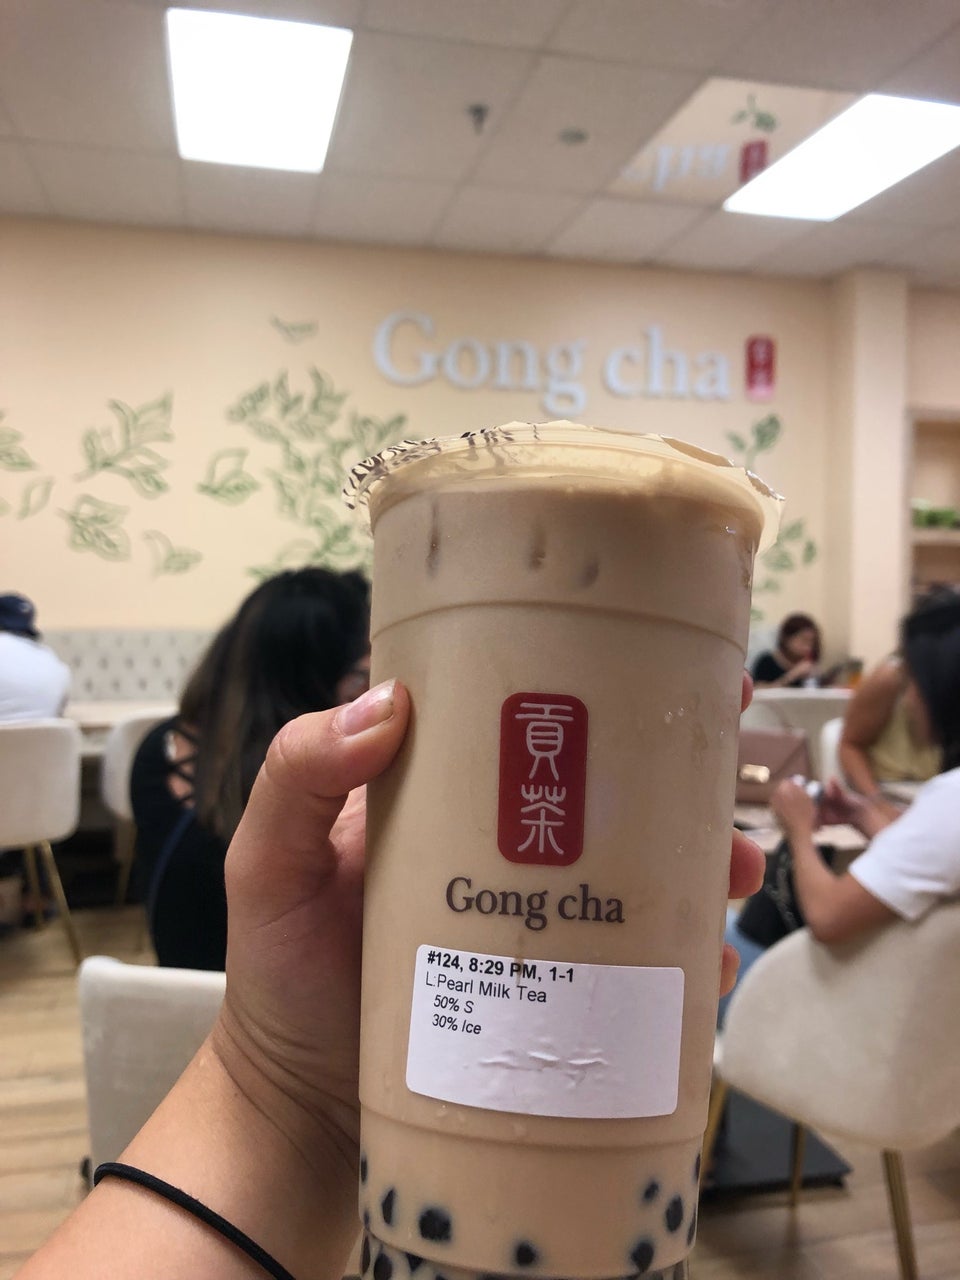 Gong cha
貢茶
貢
茶
Gong cha
#124, 8:29 PM, 1-1
L:Pearl Milk Tea
50% S
30% Ice